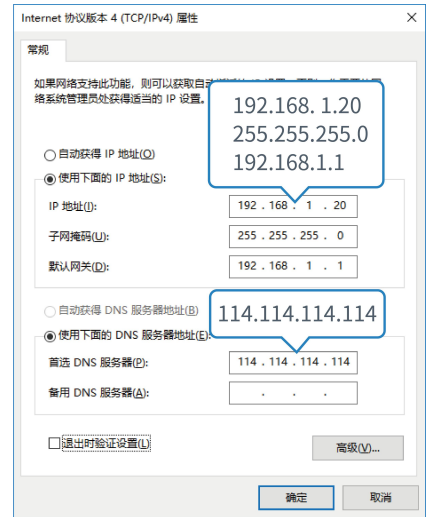 Internet 协议版本 4 (TCP/IPv4) 属性
常规
如果网络支持此功能，则可以获取自
络系统管理员处获得适当的 IP 设置。
192.168. 1.20
255.255.255.0
192.168.1.1
自动获得 IP 地址(O)
使用下面的 IP 地址(S):
IP 地址(I): 192 . 168 . 1 . 20
子网掩码(U): 255 . 255 . 255 . 0
默认网关(D): 192 . 168 . 1 . 1
自动获得 DNS 服务器地址(B)
114.114.114.114
使用下面的 DNS 服务器地址(E):
首选 DNS 服务器(P): 114 . 114 . 114 . 114
备用 DNS 服务器(A): . . .
退出时验证设置(L)
高级(V)...
确定 取消